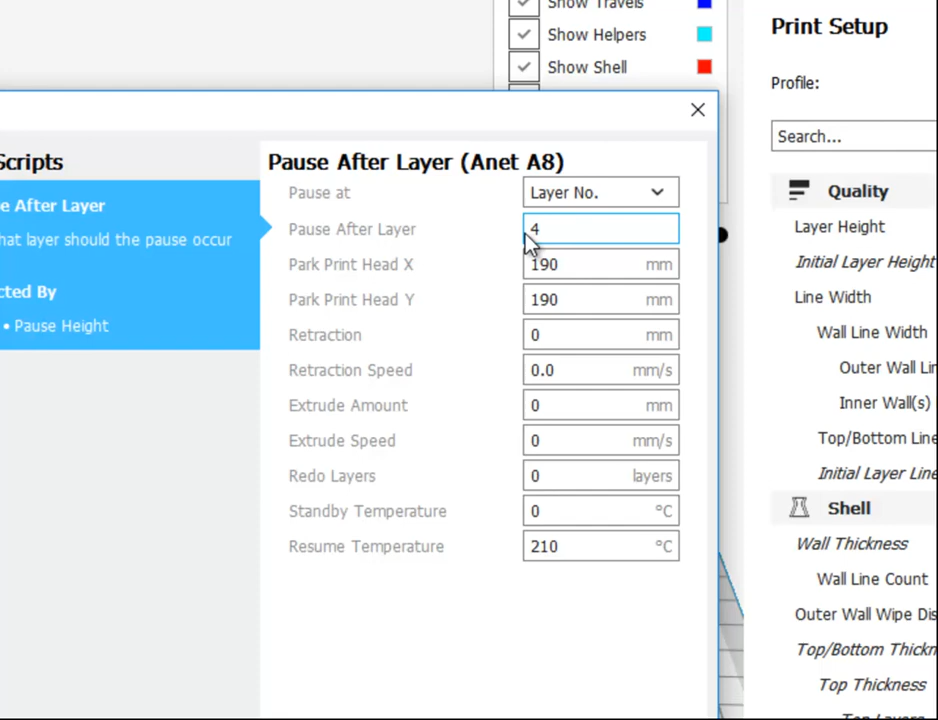 Show Travels
Show Helpers
Show Shell
Scripts
e After Layer
hat layer should the pause occur
cted By
• Pause Height
Pause After Layer (Anet A8)
Pause at Layer No.
Pause After Layer 4
Park Print Head X 190 mm
Park Print Head Y 190 mm
Retraction 0 mm
Retraction Speed 0.0 mm/s
Extrude Amount 0 mm
Extrude Speed 0 mm/s
Redo Layers 0 layers
Standby Temperature 0 °C
Resume Temperature 210 °C
Print Setup
Profile:
Search...
Quality
Layer Height
Initial Layer Height
Line Width
Wall Line Width
Outer Wall Lin
Inner Wall(s)
Top/Bottom Line
Initial Layer Line
Shell
Wall Thickness
Wall Line Count
Outer Wall Wipe Dis
Top/Bottom Thickn
Top Thickness
Top Layers